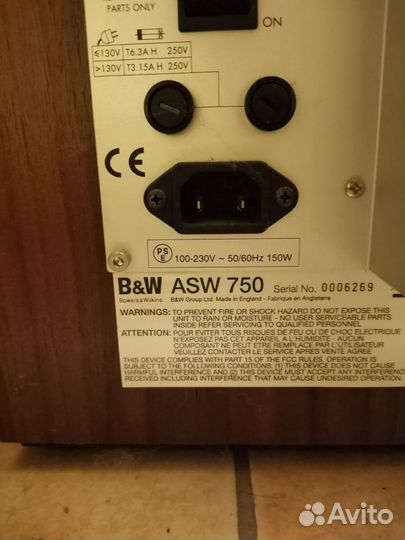 PARTS ONLY
ON
≤130V T6.3A H 250V
>130V T3.15A H 250V
CE
PS E 100-230V ~ 50/60Hz 150W
B&W ASW 750 Serial No. 0006269
Bowers & Wilkins B&W Group Ltd. Made in England - Fabrique en Angleterre
WARNINGS: TO PREVENT FIRE OR SHOCK HAZARD DO NOT EXPOSE THIS
UNIT TO RAIN OR MOISTURE - NO USER SERVICEABLE PARTS
INSIDE REFER SERVICING TO QUALIFIED PERSONNEL
ATTENTION: POUR EVITER TOUS RISQUES DE FEU OU DE CHOC ELECTRIQUE
N'EXPOSEZ PAS CET APPAREIL A L'HUMIDITE - AUCUN
COMPOSANT NE PEUT ETRE REMPLACE PAR L'UTILISATEUR
VEUILLEZ CONTACTER LE SERVICE APRES VENTE AGREE
THIS DEVICE COMPLIES WITH PART 15 OF THE FCC RULES. OPERATION IS
SUBJECT TO THE FOLLOWING CONDITIONS: (1) THIS DEVICE DOES NOT CAUSE
HARMFUL INTERFERENCE AND (2) THIS DEVICE MUST ACCEPT ANY INTERFERENCE
RECEIVED INCLUDING INTERFERENCE THAT MAY CAUSE UNDESIRED OPERATION
Avito